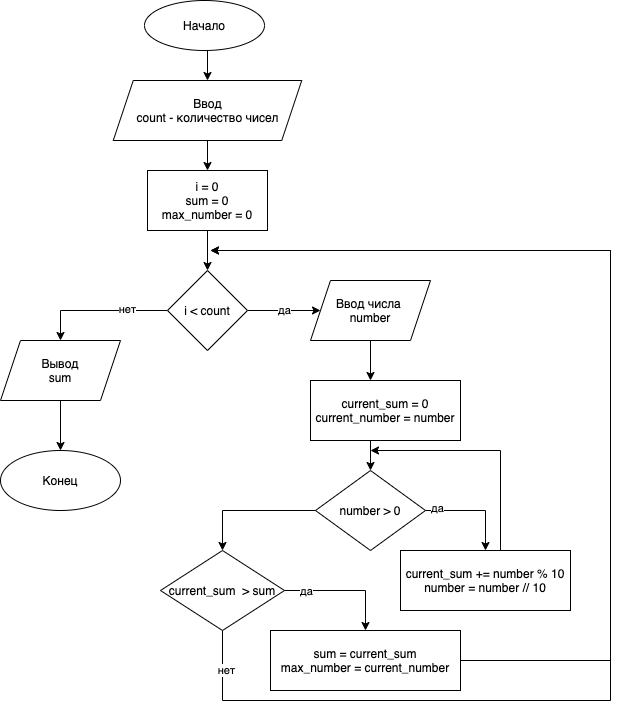 Начало
Ввод
count - количество чисел
i = 0
sum = 0
max_number = 0
i < count
нет
да
Ввод числа
number
Вывод
sum
Конец
current_sum = 0
current_number = number
number > 0
да
current_sum += number % 10
number = number // 10
current_sum > sum
да
нет
sum = current_sum
max_number = current_number